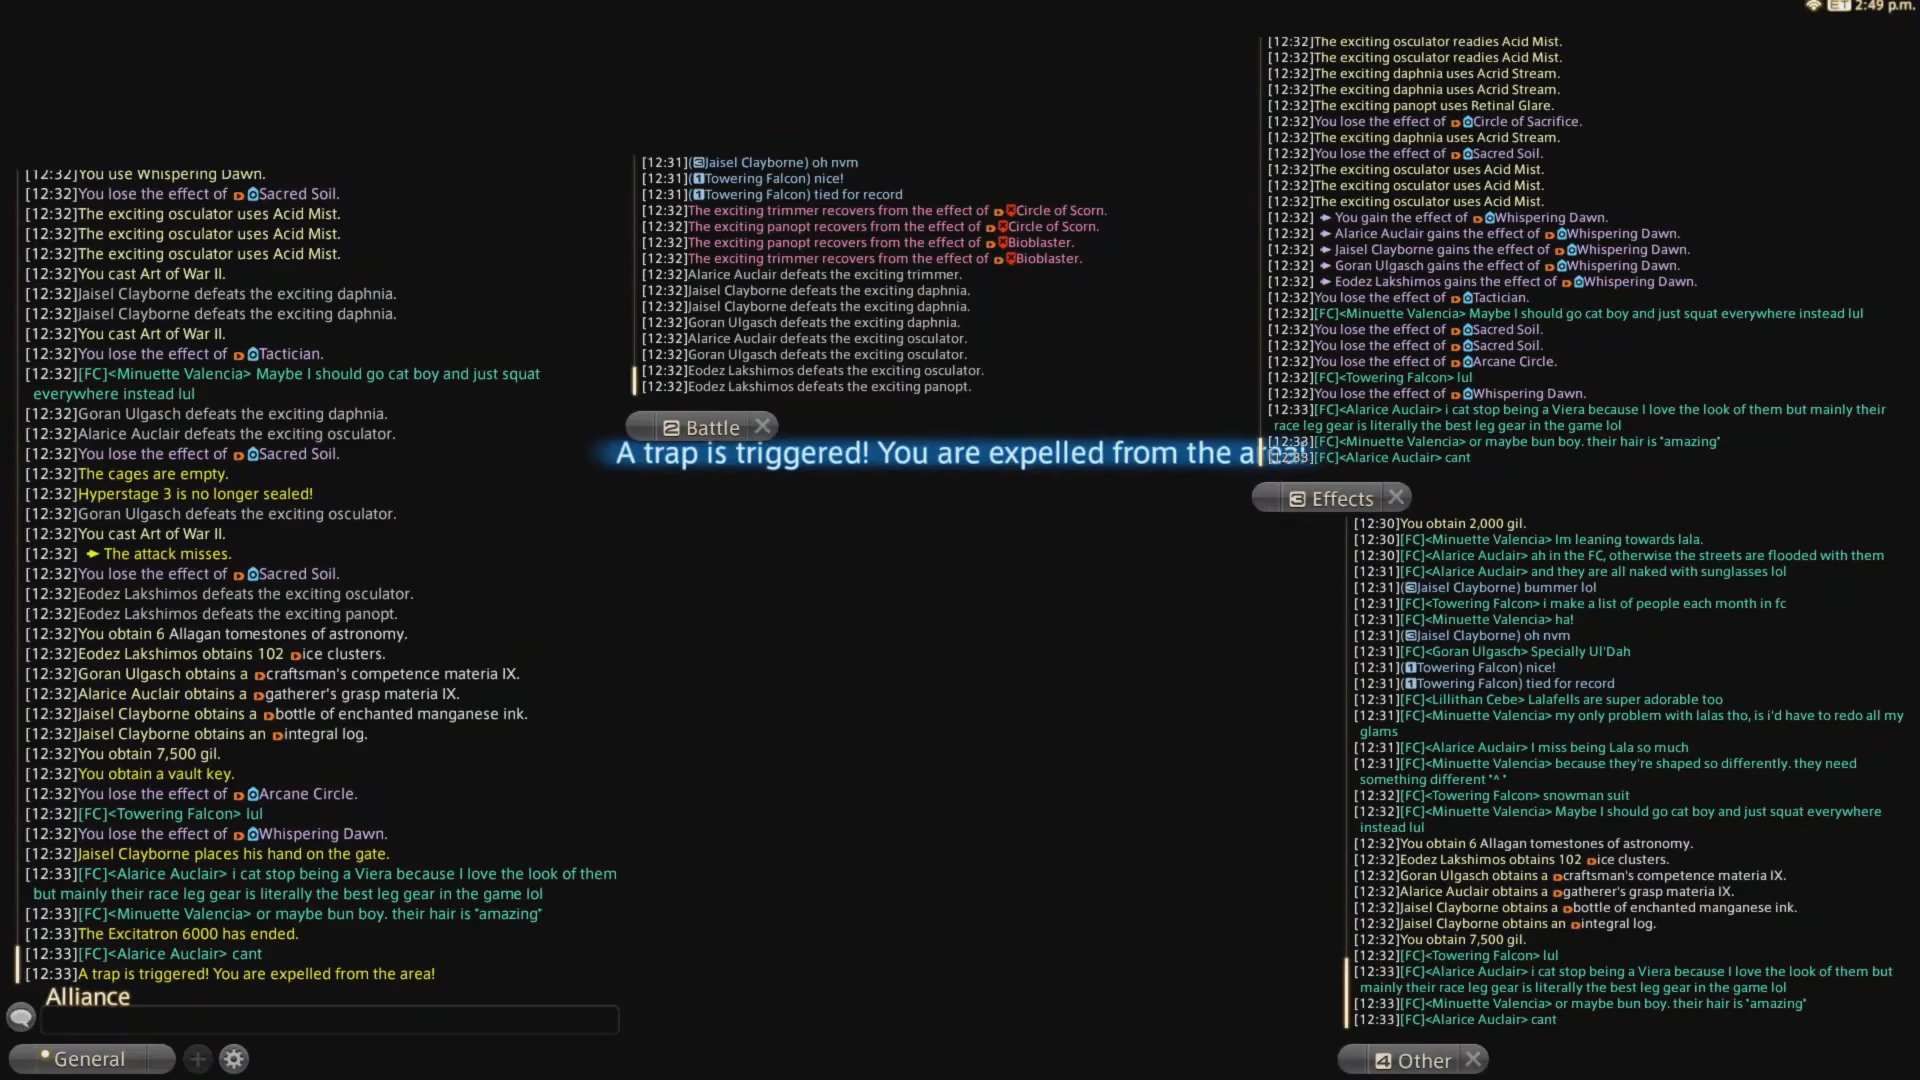 ET 2:49 p.m.
[12:32]You use Whispering Dawn.
[12:32]You lose the effect of Sacred Soil.
[12:32]The exciting osculator uses Acid Mist.
[12:32]The exciting osculator uses Acid Mist.
[12:32]The exciting osculator uses Acid Mist.
[12:32]You cast Art of War II.
[12:32]Jaisel Clayborne defeats the exciting daphnia.
[12:32]Jaisel Clayborne defeats the exciting daphnia.
[12:32]You cast Art of War II.
[12:32]You lose the effect of Tactician.
[12:32][FC]<Minuette Valencia> Maybe I should go cat boy and just squat
everywhere instead lul
[12:32]Goran Ulgasch defeats the exciting daphnia.
[12:32]Alarice Auclair defeats the exciting osculator.
[12:32]You lose the effect of Sacred Soil.
[12:32]The cages are empty.
[12:32]Hyperstage 3 is no longer sealed!
[12:32]Goran Ulgasch defeats the exciting osculator.
[12:32]You cast Art of War II.
[12:32] The attack misses.
[12:32]You lose the effect of Sacred Soil.
[12:32]Eodez Lakshimos defeats the exciting osculator.
[12:32]Eodez Lakshimos defeats the exciting panopt.
[12:32]You obtain 6 Allagan tomestones of astronomy.
[12:32]Eodez Lakshimos obtains 102 ice clusters.
[12:32]Goran Ulgasch obtains a craftsman's competence materia IX.
[12:32]Alarice Auclair obtains a gatherer's grasp materia IX.
[12:32]Jaisel Clayborne obtains a bottle of enchanted manganese ink.
[12:32]Jaisel Clayborne obtains an integral log.
[12:32]You obtain 7,500 gil.
[12:32]You obtain a vault key.
[12:32]You lose the effect of Arcane Circle.
[12:32][FC]<Towering Falcon> lul
[12:32]You lose the effect of Whispering Dawn.
[12:32]Jaisel Clayborne places his hand on the gate.
[12:33][FC]<Alarice Auclair> i cat stop being a Viera because I love the look of them
but mainly their race leg gear is literally the best leg gear in the game lol
[12:33][FC]<Minuette Valencia> or maybe bun boy. their hair is *amazing*
[12:33]The Excitatron 6000 has ended.
[12:33][FC]<Alarice Auclair> cant
[12:33]A trap is triggered! You are expelled from the area!
Alliance
General
[12:31](3Jaisel Clayborne) oh nvm
[12:31](1Towering Falcon) nice!
[12:31](1Towering Falcon) tied for record
[12:32]The exciting trimmer recovers from the effect of Circle of Scorn.
[12:32]The exciting panopt recovers from the effect of Circle of Scorn.
[12:32]The exciting panopt recovers from the effect of Bioblaster.
[12:32]The exciting trimmer recovers from the effect of Bioblaster.
[12:32]Alarice Auclair defeats the exciting trimmer.
[12:32]Jaisel Clayborne defeats the exciting daphnia.
[12:32]Jaisel Clayborne defeats the exciting daphnia.
[12:32]Goran Ulgasch defeats the exciting daphnia.
[12:32]Alarice Auclair defeats the exciting osculator.
[12:32]Goran Ulgasch defeats the exciting osculator.
[12:32]Eodez Lakshimos defeats the exciting osculator.
[12:32]Eodez Lakshimos defeats the exciting panopt.
2 Battle
A trap is triggered! You are expelled from the
[12:32]The exciting osculator readies Acid Mist.
[12:32]The exciting osculator readies Acid Mist.
[12:32]The exciting daphnia uses Acrid Stream.
[12:32]The exciting daphnia uses Acrid Stream.
[12:32]The exciting panopt uses Retinal Glare.
[12:32]You lose the effect of Circle of Sacrifice.
[12:32]The exciting daphnia uses Acrid Stream.
[12:32]You lose the effect of Sacred Soil.
[12:32]The exciting osculator uses Acid Mist.
[12:32]The exciting osculator uses Acid Mist.
[12:32]The exciting osculator uses Acid Mist.
[12:32] You gain the effect of Whispering Dawn.
[12:32] Alarice Auclair gains the effect of Whispering Dawn.
[12:32] Jaisel Clayborne gains the effect of Whispering Dawn.
[12:32] Goran Ulgasch gains the effect of Whispering Dawn.
[12:32] Eodez Lakshimos gains the effect of Whispering Dawn.
[12:32]You lose the effect of Tactician.
[12:32][FC]<Minuette Valencia> Maybe I should go cat boy and just squat everywhere instead lul
[12:32]You lose the effect of Sacred Soil.
[12:32]You lose the effect of Sacred Soil.
[12:32]You lose the effect of Arcane Circle.
[12:32][FC]<Towering Falcon> lul
[12:32]You lose the effect of Whispering Dawn.
[12:33][FC]<Alarice Auclair> i cat stop being a Viera because I love the look of them but mainly their
race leg gear is literally the best leg gear in the game lol
[12:33][FC]<Minuette Valencia> or maybe bun boy. their hair is *amazing*
[12:33][FC]<Alarice Auclair> cant
3 Effects
[12:30]You obtain 2,000 gil.
[12:30][FC]<Minuette Valencia> Im leaning towards lala.
[12:30][FC]<Alarice Auclair> ah in the FC, otherwise the streets are flooded with them
[12:31][FC]<Alarice Auclair> and they are all naked with sunglasses lol
[12:31](3Jaisel Clayborne) bummer lol
[12:31][FC]<Towering Falcon> i make a list of people each month in fc
[12:31][FC]<Minuette Valencia> ha!
[12:31](3Jaisel Clayborne) oh nvm
[12:31][FC]<Goran Ulgasch> Specially Ul'Dah
[12:31](1Towering Falcon) nice!
[12:31](1Towering Falcon) tied for record
[12:31][FC]<Lillithan Cebe> Lalafells are super adorable too
[12:31][FC]<Minuette Valencia> my only problem with lalas tho, is i'd have to redo all my
glams
[12:31][FC]<Alarice Auclair> I miss being Lala so much
[12:31][FC]<Minuette Valencia> because they're shaped so differently. they need
something different *^ *
[12:32][FC]<Towering Falcon> snowman suit
[12:32][FC]<Minuette Valencia> Maybe I should go cat boy and just squat everywhere
instead lul
[12:32]You obtain 6 Allagan tomestones of astronomy.
[12:32]Eodez Lakshimos obtains 102 ice clusters.
[12:32]Goran Ulgasch obtains a craftsman's competence materia IX.
[12:32]Alarice Auclair obtains a gatherer's grasp materia IX.
[12:32]Jaisel Clayborne obtains a bottle of enchanted manganese ink.
[12:32]Jaisel Clayborne obtains an integral log.
[12:32]You obtain 7,500 gil.
[12:32][FC]<Towering Falcon> lul
[12:33][FC]<Alarice Auclair> i cat stop being a Viera because I love the look of them but
mainly their race leg gear is literally the best leg gear in the game lol
[12:33][FC]<Minuette Valencia> or maybe bun boy. their hair is *amazing*
[12:33][FC]<Alarice Auclair> cant
4 Other